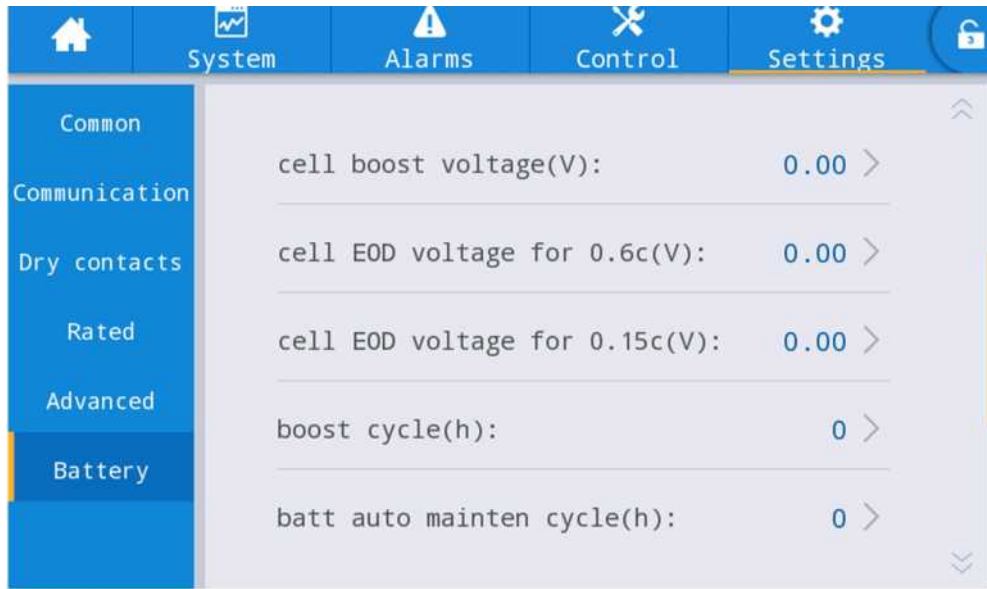 System
Alarms
Control
Settings
3
Common
Communication
Dry contacts
Rated
Advanced
Battery
cell boost voltage(V): 0.00
cell EOD voltage for 0.6c(V): 0.00
cell EOD voltage for 0.15c(V): 0.00
boost cycle(h): 0
batt auto mainten cycle(h): 0